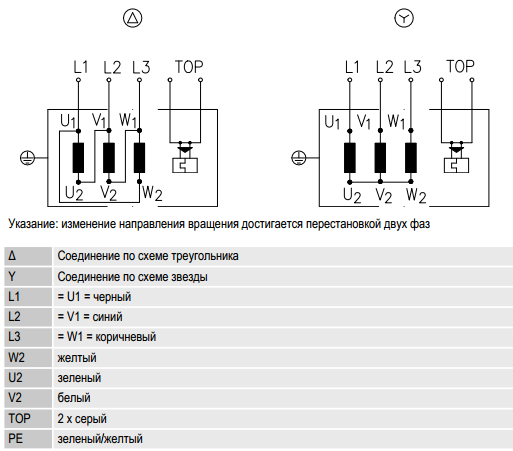 Δ Y
L1 L2 L3 TOP L1 L2 L3 TOP
U1 V1 W1 U1 V1 W1
U2 V2 W2 U2 V2 W2
Указание: изменение направления вращения достигается перестановкой двух фаз
Δ Соединение по схеме треугольника
Y Соединение по схеме звезды
L1 = U1 = черный
L2 = V1 = синий
L3 = W1 = коричневый
W2 желтый
U2 зеленый
V2 белый
TOP 2 x серый
PE зеленый/желтый